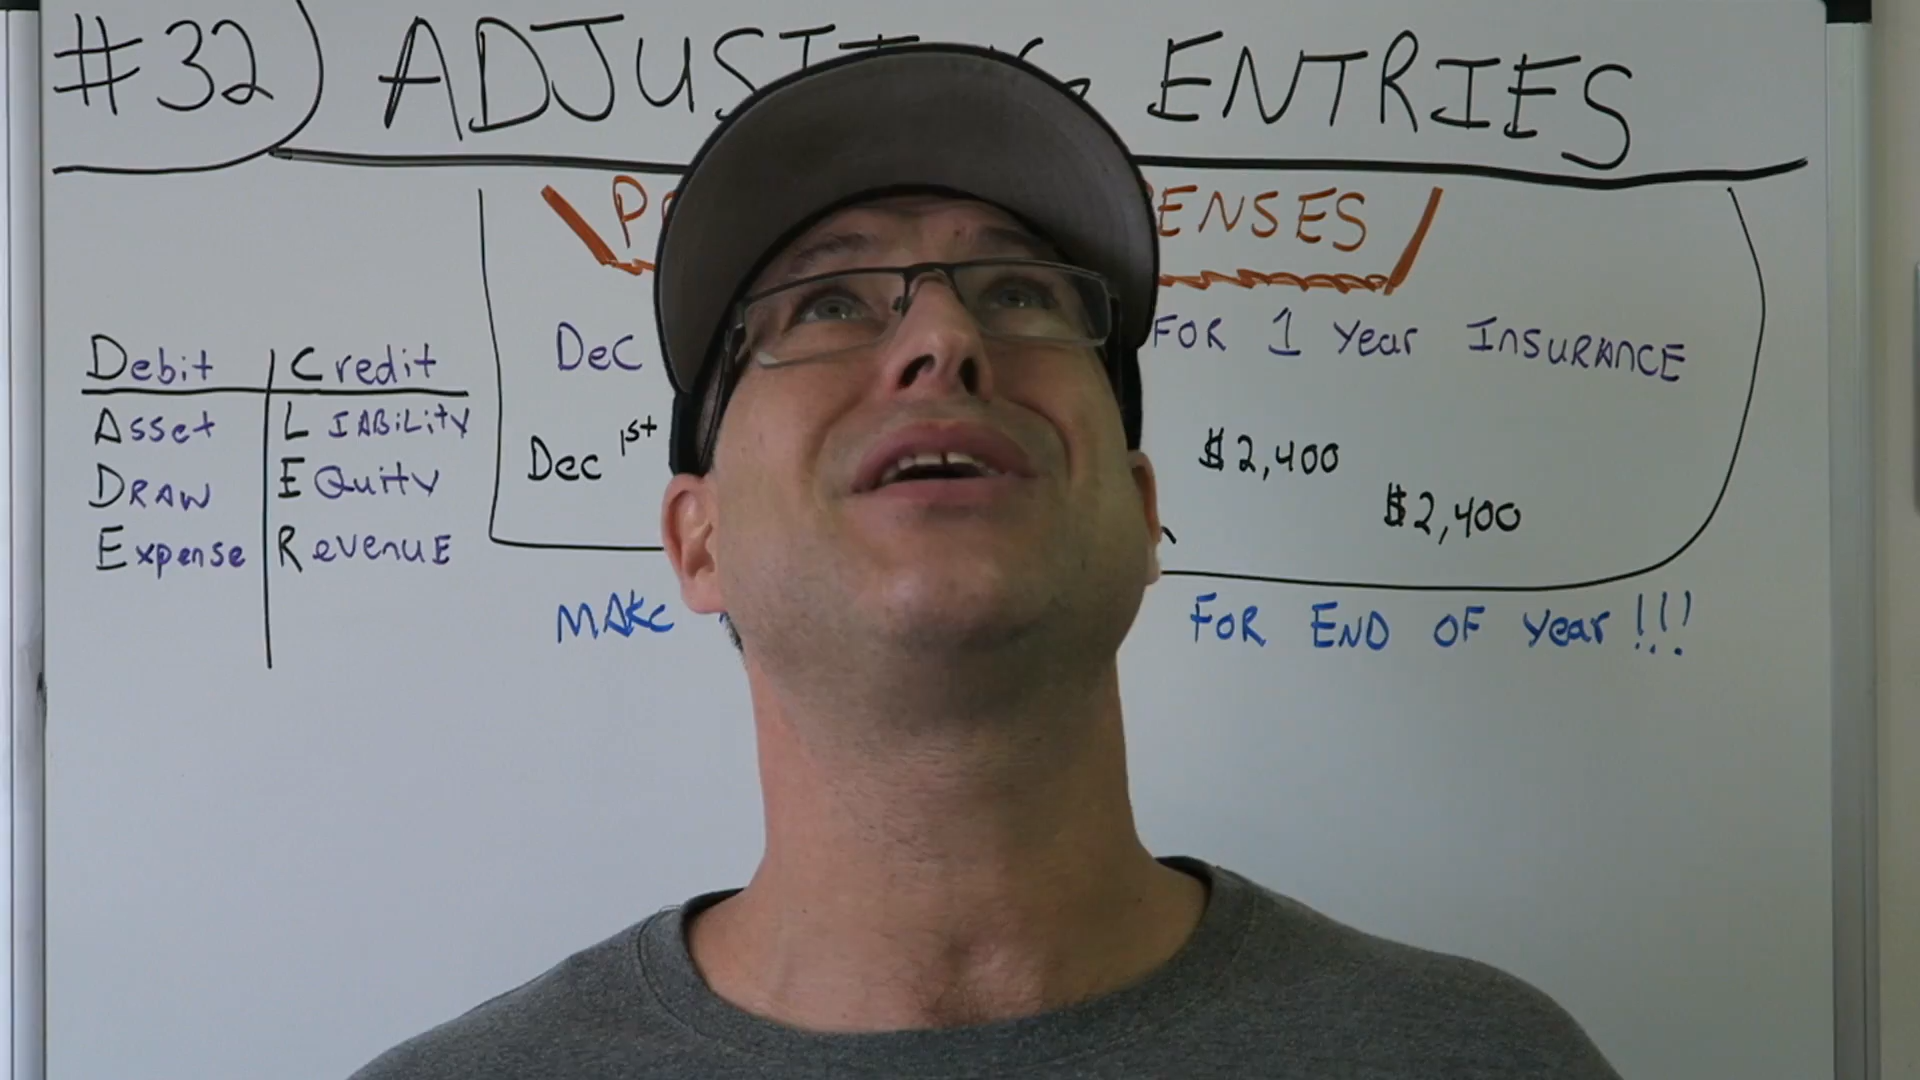 #32) ADJUSTING ENTRIES
ENSES
Dec FOR 1 Year INSURANCE
Debit Credit
Dec 1st $2,400
Asset LIABILITY
$2,400
DRAW EQUITY
Expense REVENUE
MAKE FOR END OF Year!!!